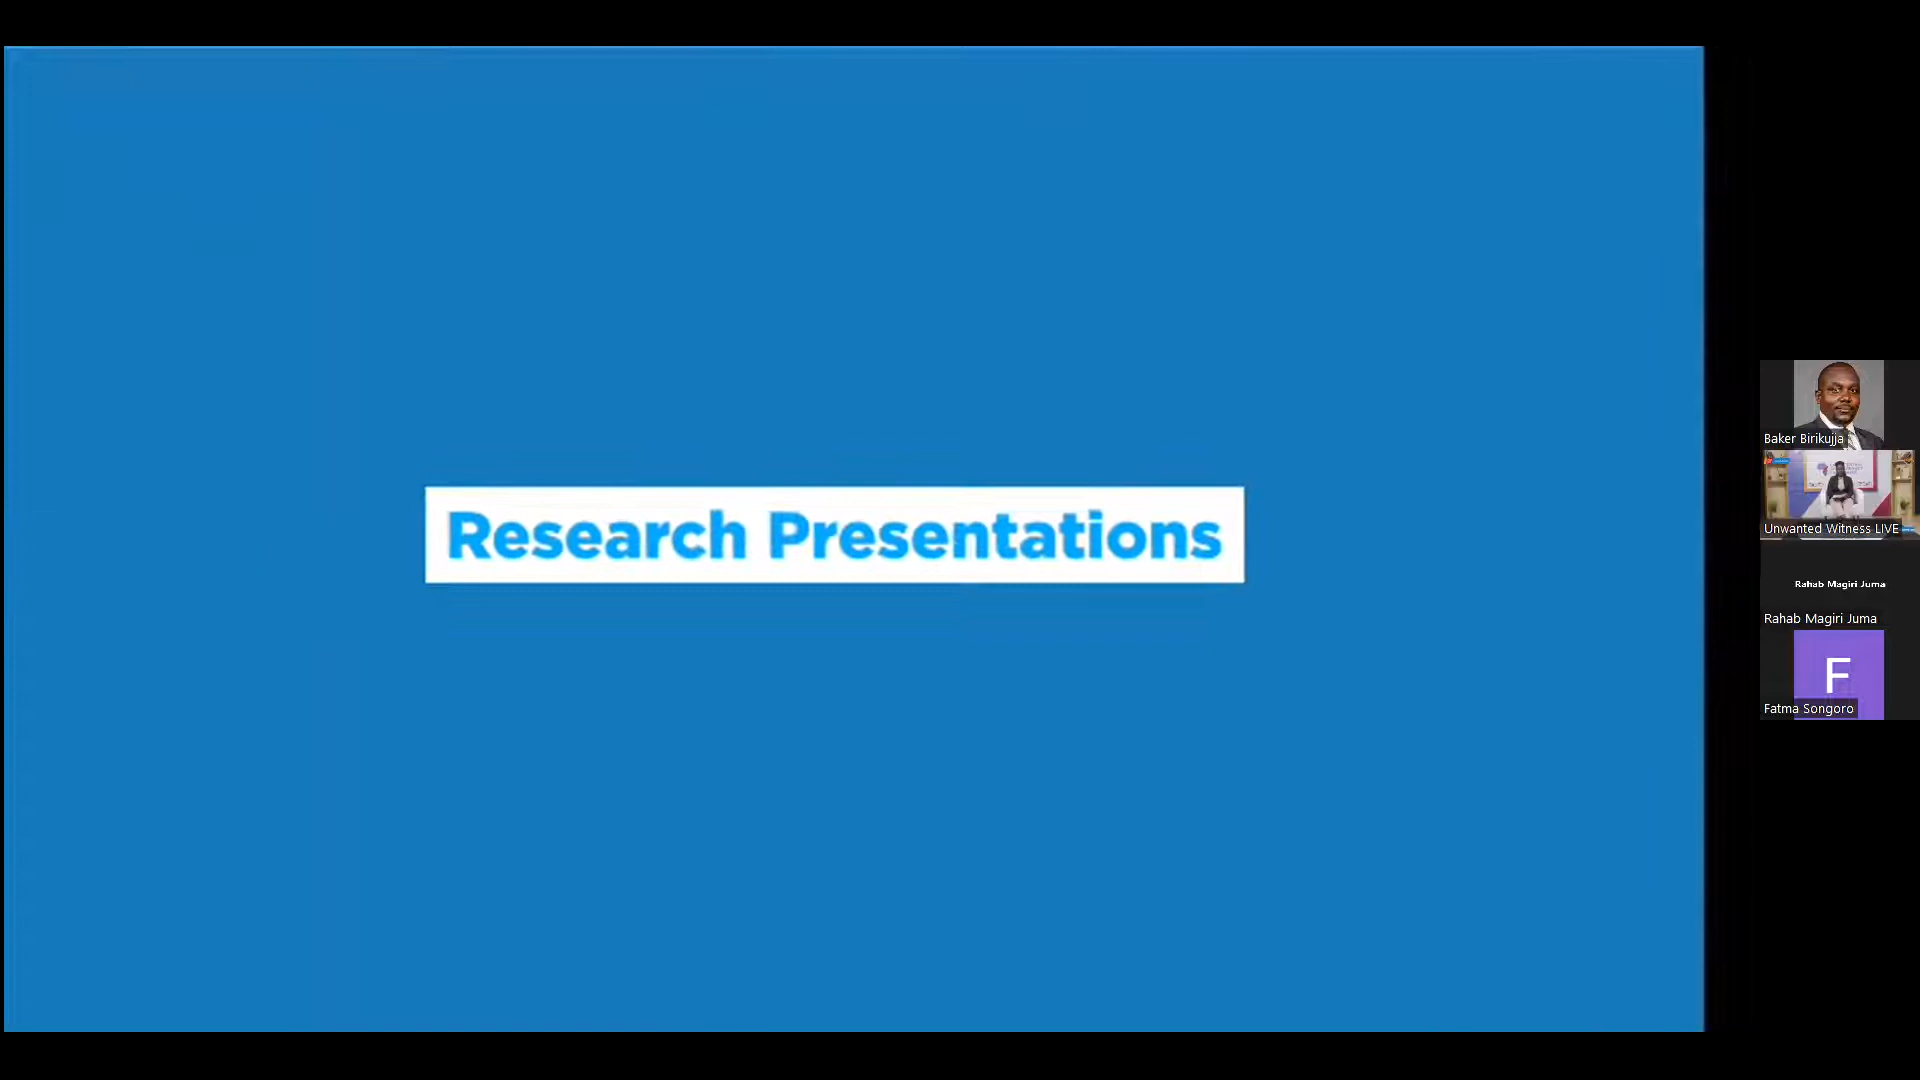 Research Presentations
Baker Birikujja
Unwanted Witness LIVE
Rahab Magiri Juma
Rahab Magiri Juma
F
Fatma Songoro